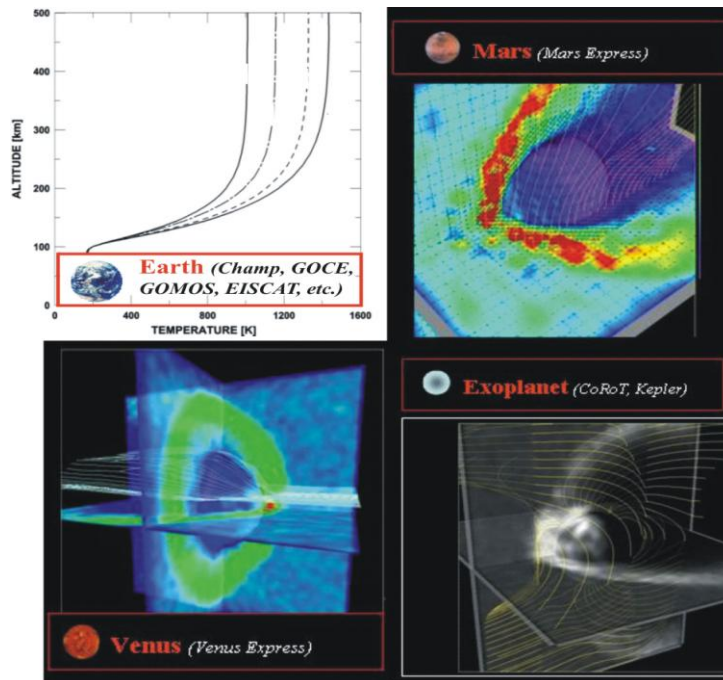 500
400
300
200
100
0
ALTITUDE [km]
Earth (Champ, GOCE,
GOMOS, EISCAT, etc.)
0 400 800 1200 1600
TEMPERATURE [K]
Mars (Mars Express)
Exoplanet (CoRoT, Kepler)
Venus (Venus Express)